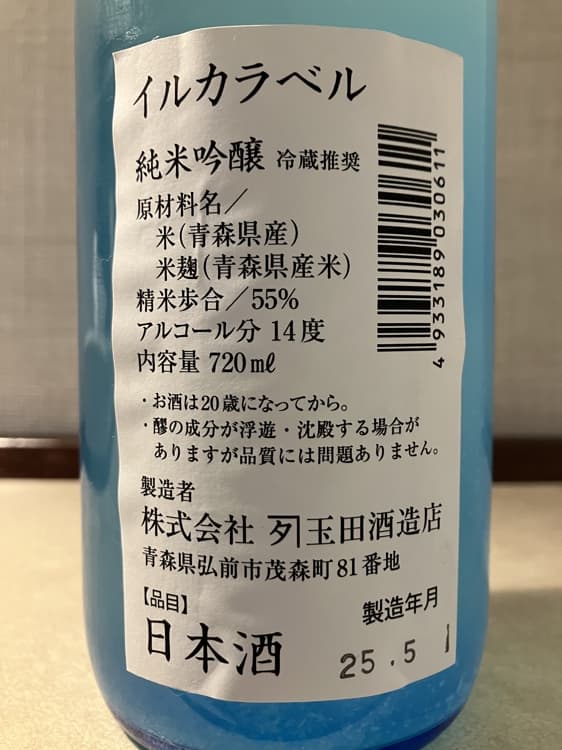 イルカラベル
純米吟醸 冷蔵推奨
原材料名／
米(青森県産)
米麹(青森県産米)
精米歩合／55%
アルコール分 14度
内容量 720mℓ
・お酒は20歳になってから。
・醪の成分が浮遊・沈殿する場合が
ありますが品質には問題ありません。
製造者
株式会社 玉田酒造店
青森県弘前市茂森町81番地
【品目】
日本酒
製造年月
25.5
4933189030611